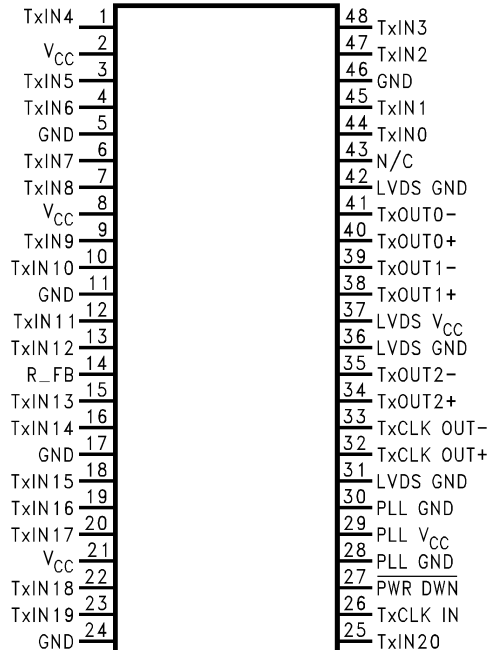 TxIN4 1 48 TxIN3
VCC 2 47 TxIN2
TxIN5 3 46 GND
TxIN6 4 45 TxIN1
GND 5 44 TxIN0
TxIN7 6 43 N/C
TxIN8 7 42 LVDS GND
VCC 8 41 TxOUT0-
TxIN9 9 40 TxOUT0+
TxIN10 10 39 TxOUT1-
GND 11 38 TxOUT1+
TxIN11 12 37 LVDS VCC
TxIN12 13 36 LVDS GND
R_FB 14 35 TxOUT2-
TxIN13 15 34 TxOUT2+
TxIN14 16 33 TxCLK OUT-
GND 17 32 TxCLK OUT+
TxIN15 18 31 LVDS GND
TxIN16 19 30 PLL GND
TxIN17 20 29 PLL VCC
VCC 21 28 PLL GND
TxIN18 22 27 PWR DWN
TxIN19 23 26 TxCLK IN
GND 24 25 TxIN20